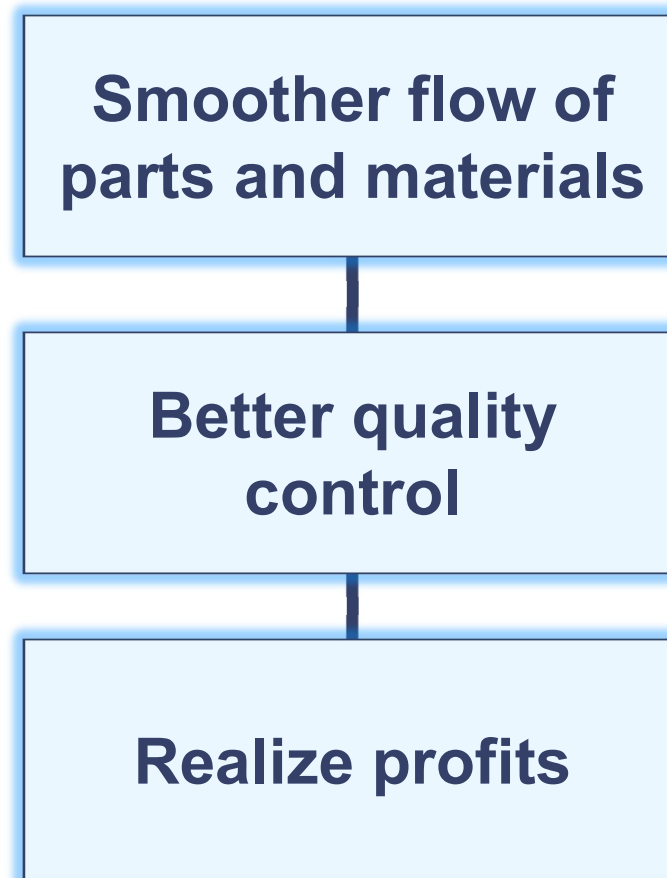 Smoother flow of
parts and materials
Better quality
control
Realize profits